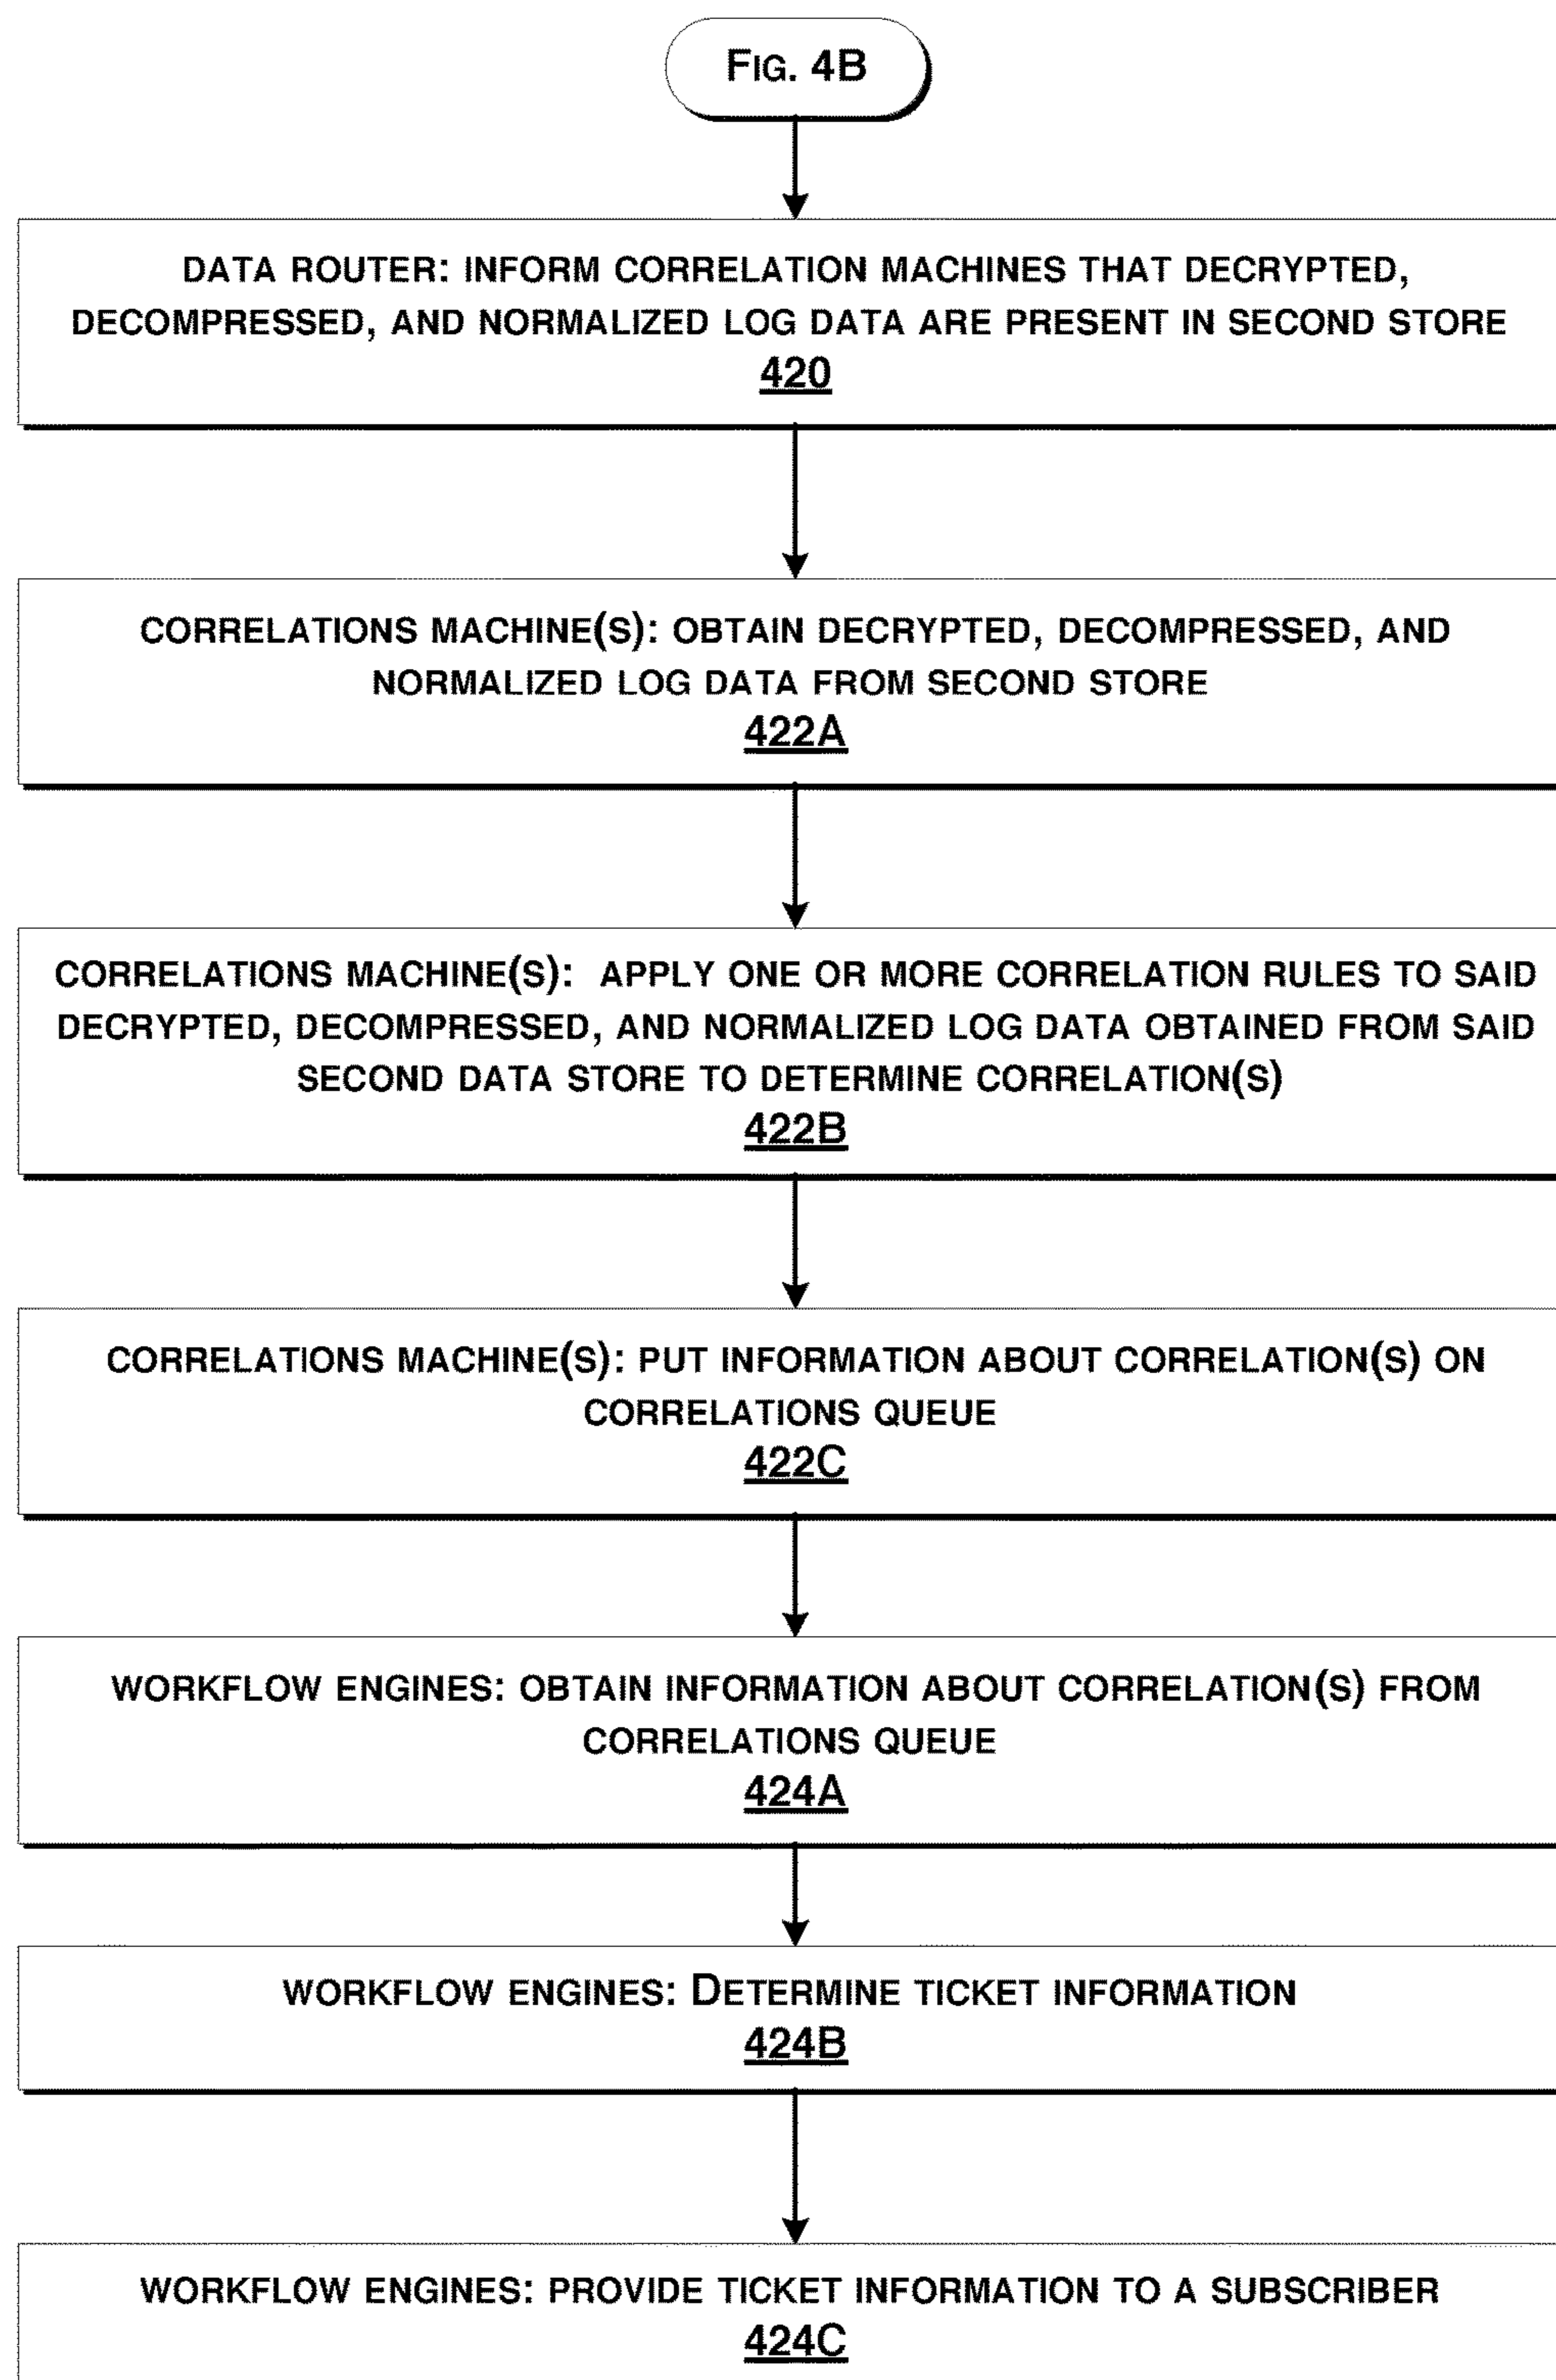 FIG. 4B
DATA ROUTER: INFORM CORRELATION MACHINES THAT DECRYPTED,
DECOMPRESSED, AND NORMALIZED LOG DATA ARE PRESENT IN SECOND STORE
420
CORRELATIONS MACHINE(S): OBTAIN DECRYPTED, DECOMPRESSED, AND
NORMALIZED LOG DATA FROM SECOND STORE
422A
CORRELATIONS MACHINE(S): APPLY ONE OR MORE CORRELATION RULES TO SAID
DECRYPTED, DECOMPRESSED, AND NORMALIZED LOG DATA OBTAINED FROM SAID
SECOND DATA STORE TO DETERMINE CORRELATION(S)
422B
CORRELATIONS MACHINE(S): PUT INFORMATION ABOUT CORRELATION(S) ON
CORRELATIONS QUEUE
422C
WORKFLOW ENGINES: OBTAIN INFORMATION ABOUT CORRELATION(S) FROM
CORRELATIONS QUEUE
424A
WORKFLOW ENGINES: DETERMINE TICKET INFORMATION
424B
WORKFLOW ENGINES: PROVIDE TICKET INFORMATION TO A SUBSCRIBER
424C